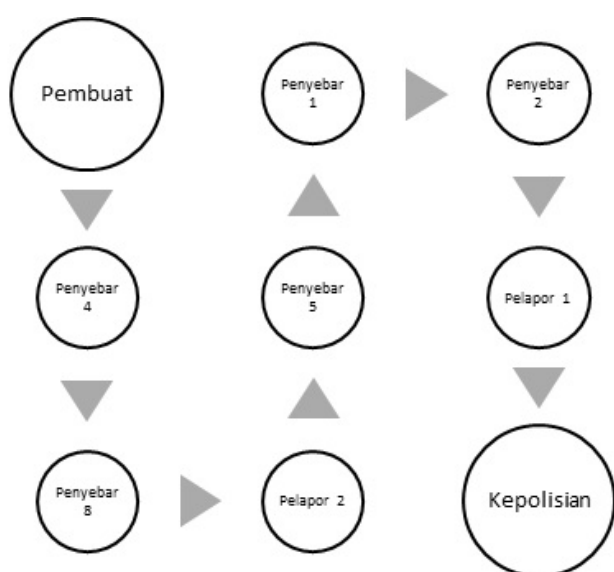 Pembuat
Penyebar
4
Penyebar
8
Pelapor 2
Penyebar
5
Penyebar
1
Penyebar
2
Pelapor 1
Kepolisian